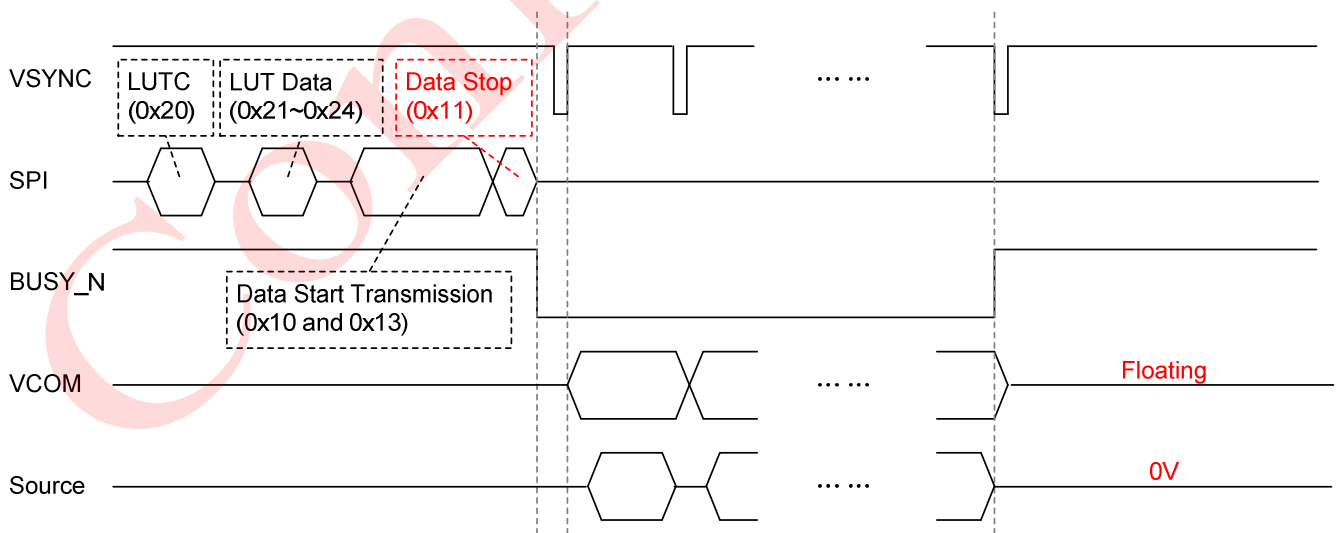 VSYNC
LUTC
(0x20)
LUT Data
(0x21~0x24)
Data Stop
(0x11)
... ...
SPI
BUSY_N
Data Start Transmission
(0x10 and 0x13)
VCOM
... ...
Floating
Source
... ...
0V